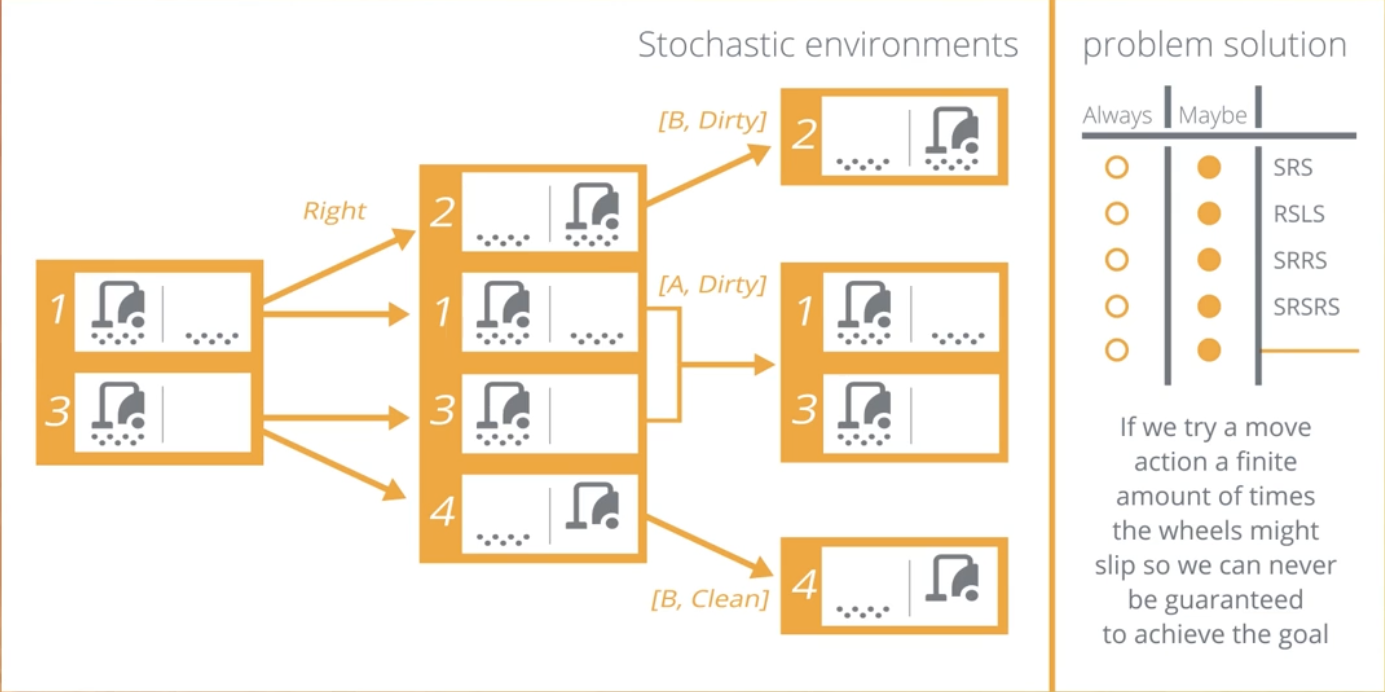 Stochastic environments
problem solution
[B, Dirty]
2
Always Maybe
SRS
Right
2
RSLS
1
1
[A, Dirty]
1
SRRS
SRSRS
3
3
3
4
[B, Clean]
4
If we try a move
action a finite
amount of times
the wheels might
slip so we can never
be guaranteed
to achieve the goal